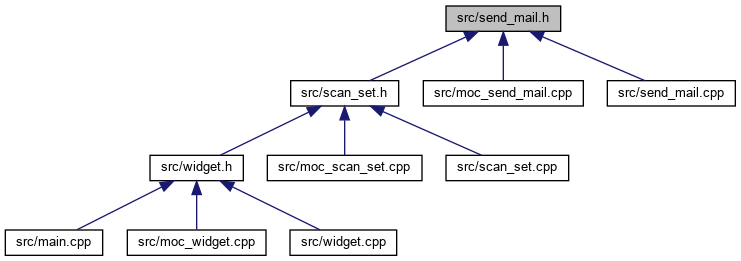 src/send_mail.h
src/scan_set.h
src/moc_send_mail.cpp
src/send_mail.cpp
src/widget.h
src/moc_scan_set.cpp
src/scan_set.cpp
src/main.cpp
src/moc_widget.cpp
src/widget.cpp